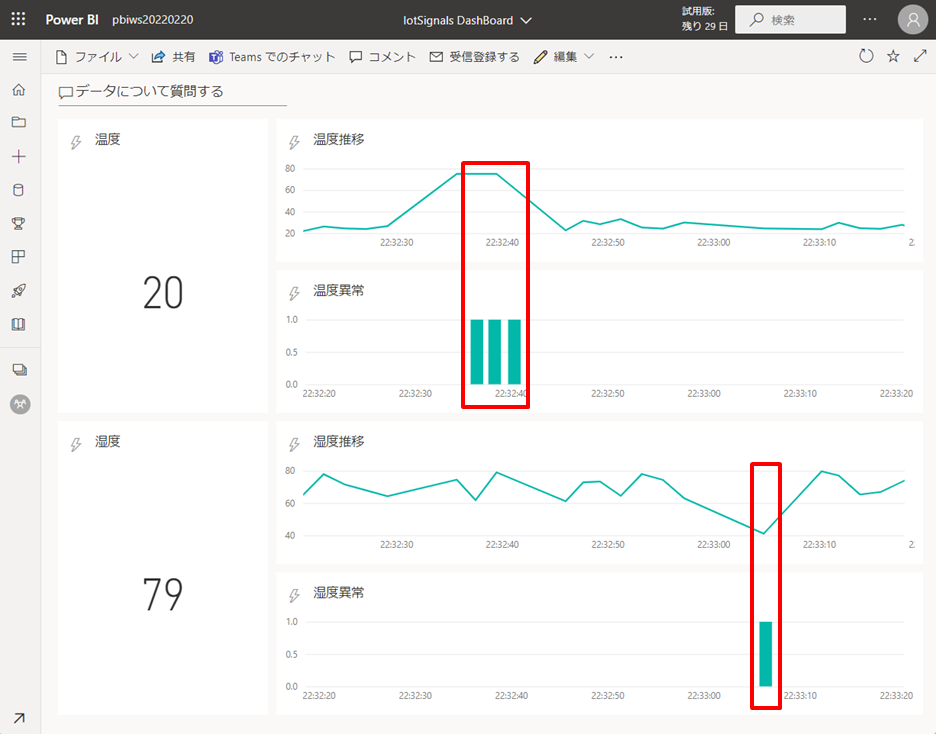 Power BI pbiws20220220
IotSignals DashBoard
試用版:
残り 29 日
検索
ファイル 共有 Teams でのチャット コメント 受信登録する 編集
データについて質問する
温度
20
温度推移
80
60
40
20
22:32:30 22:32:40 22:32:50 22:33:00 22:33:10 2.
温度異常
1.0
0.5
0.0
22:32:20 22:32:30 22:32:40 22:32:50 22:33:00 22:33:10 22:33:20
湿度
79
湿度推移
80
60
40
22:32:30 22:32:40 22:32:50 22:33:00 22:33:10 2.
湿度異常
1.0
0.5
0.0
22:32:20 22:32:30 22:32:40 22:32:50 22:33:00 22:33:10 22:33:20